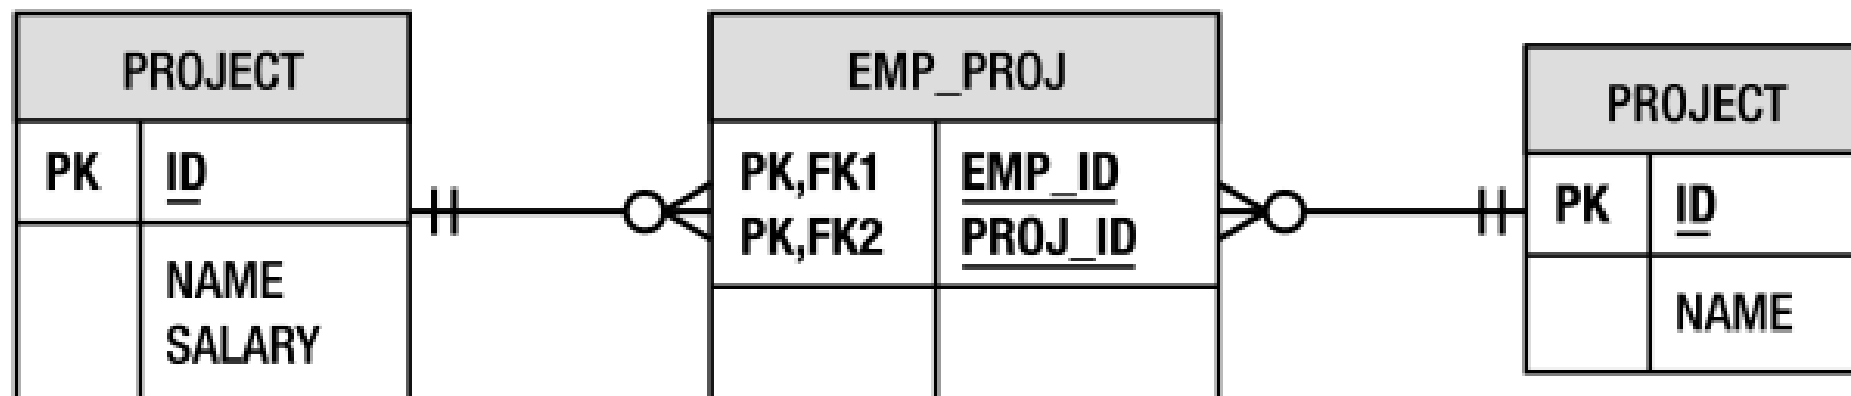 PROJECT
PK ID
NAME
SALARY
EMP_PROJ
PK,FK1 EMP_ID
PK,FK2 PROJ_ID
PROJECT
PK ID
NAME